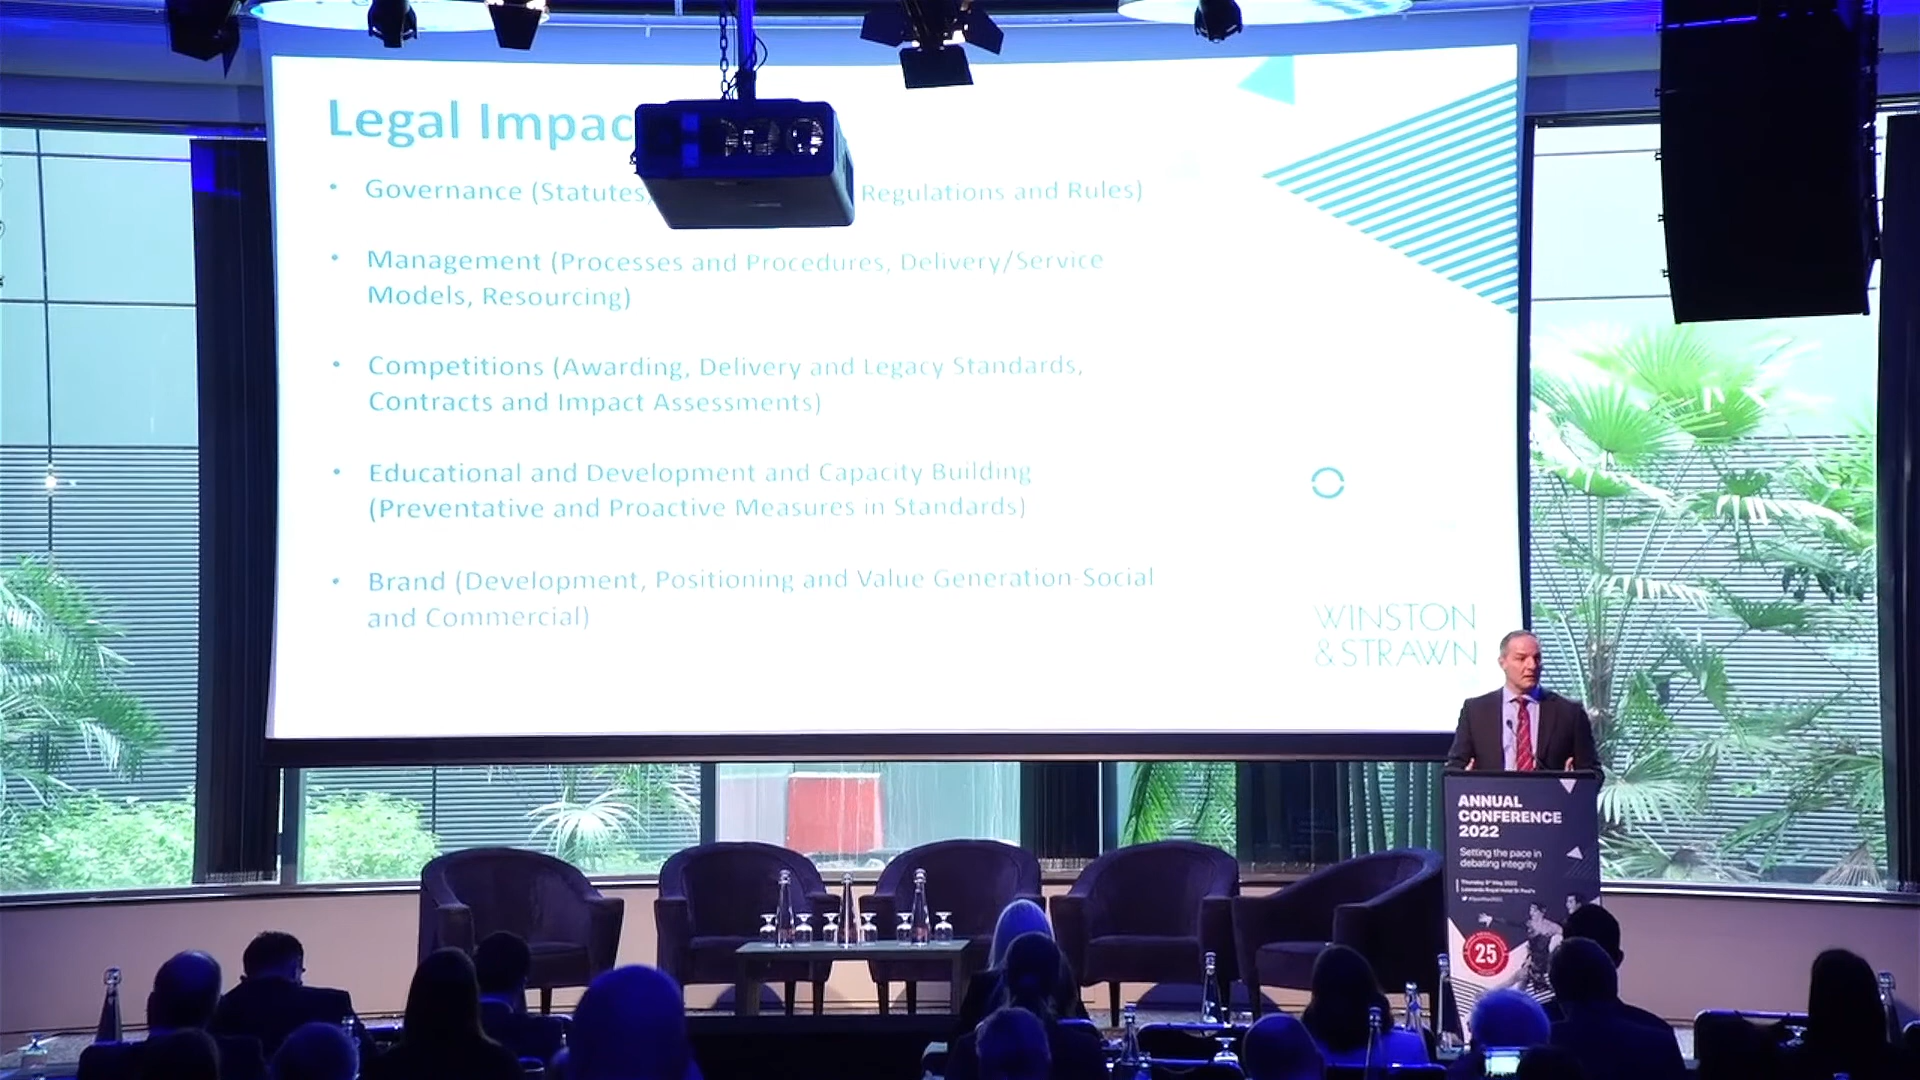 Legal Impac
• Governance (Statutes, Regulations and Rules)
• Management (Processes and Procedures, Delivery/Service
Models, Resourcing)
• Competitions (Awarding, Delivery and Legacy Standards,
Contracts and Impact Assessments)
• Educational and Development and Capacity Building
(Preventative and Proactive Measures in Standards)
• Brand (Development, Positioning and Value Generation-Social
and Commercial)
WINSTON
& STRAWN
ANNUAL
CONFERENCE
2022
Setting the pace in
debating integrity
25